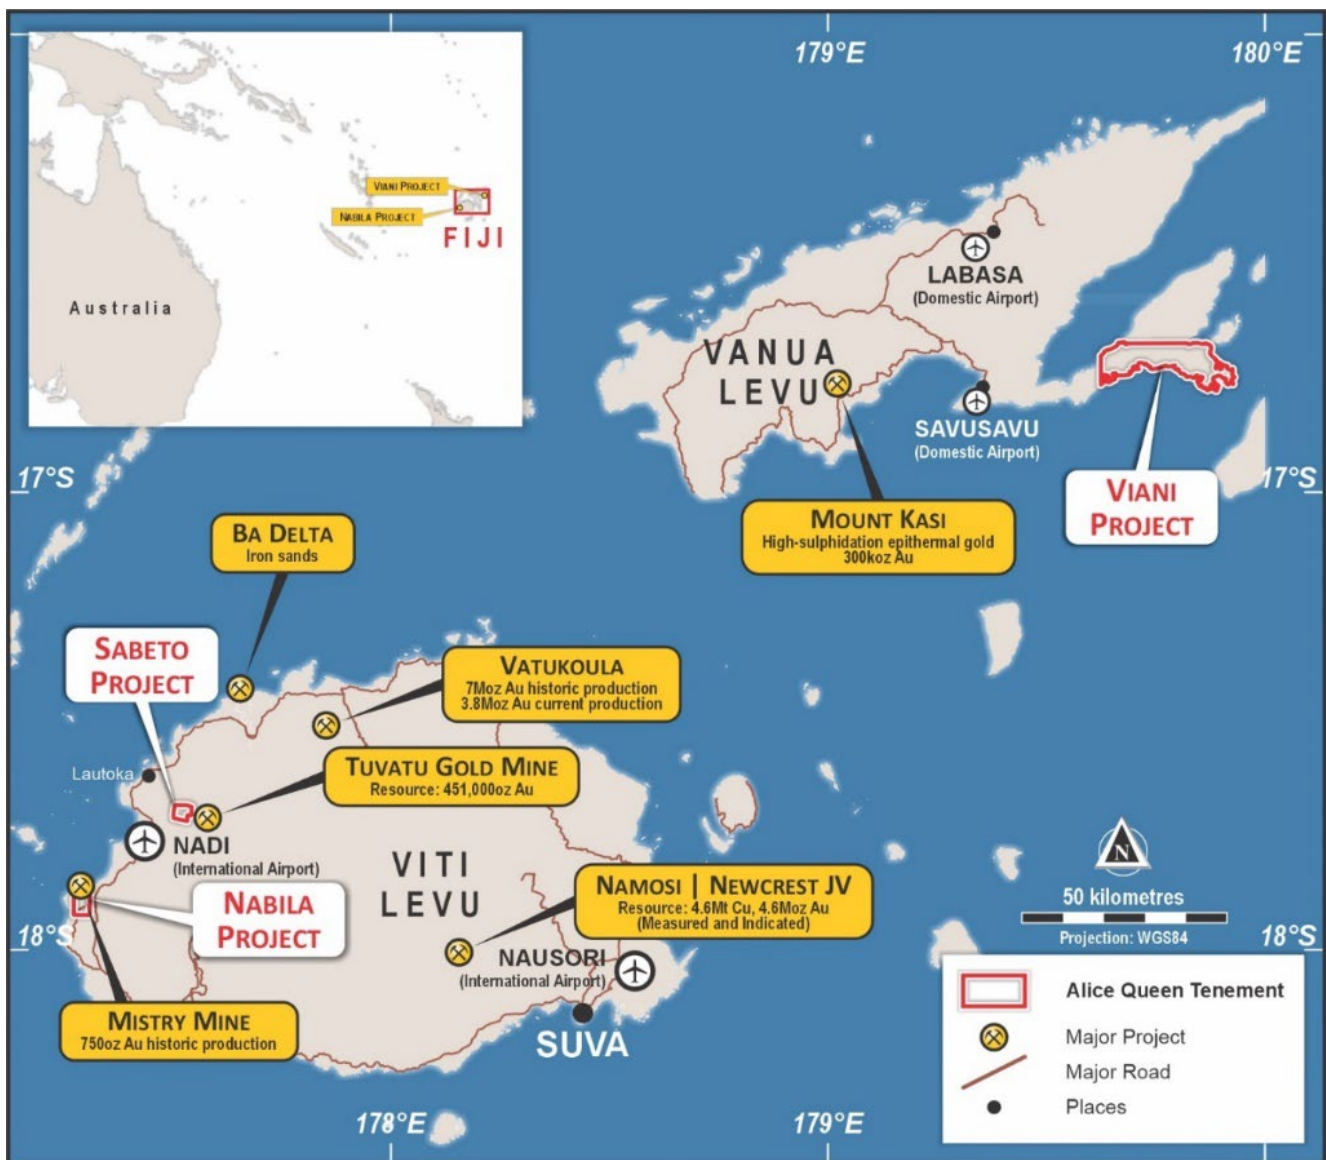 179°E
180°E
VIANI PROJECT
NABILA PROJECT
FIJI
Australia
LABASA
(Domestic Airport)
VANUA
LEVU
SAVUSAVU
(Domestic Airport)
17°S
17°S
VIANI
PROJECT
MOUNT KASI
High-sulphidation epithermal gold
300koz Au
BA DELTA
Iron sands
SABETO
PROJECT
VATUKOULA
7Moz Au historic production
3.8Moz Au current production
TUVATU GOLD MINE
Resource: 451,000oz Au
Lautoka
NADI
(International Airport)
VITI
LEVU
NABILA
PROJECT
NAMOSI | NEWCREST JV
Resource: 4.6Mt Cu, 4.6Moz Au
(Measured and Indicated)
N
50 kilometres
Projection: WGS84
18°S
18°S
NAUSORI
(International Airport)
MISTRY MINE
750oz Au historic production
SUVA
Alice Queen Tenement
Major Project
Major Road
Places
178°E
179°E